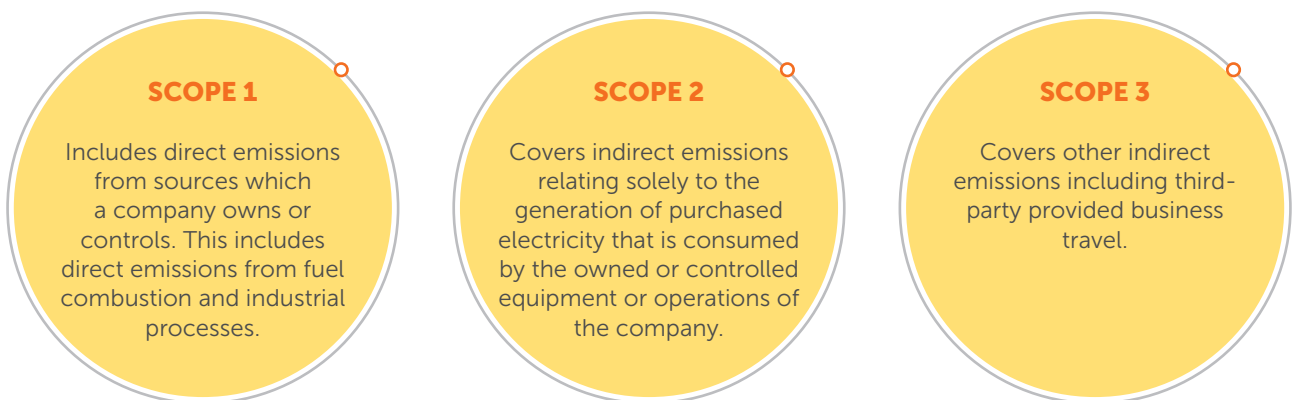 SCOPE 1
Includes direct emissions
from sources which
a company owns or
controls. This includes
direct emissions from fuel
combustion and industrial
processes.
SCOPE 2
Covers indirect emissions
relating solely to the
generation of purchased
electricity that is consumed
by the owned or controlled
equipment or operations of
the company.
SCOPE 3
Covers other indirect
emissions including third-
party provided business
travel.